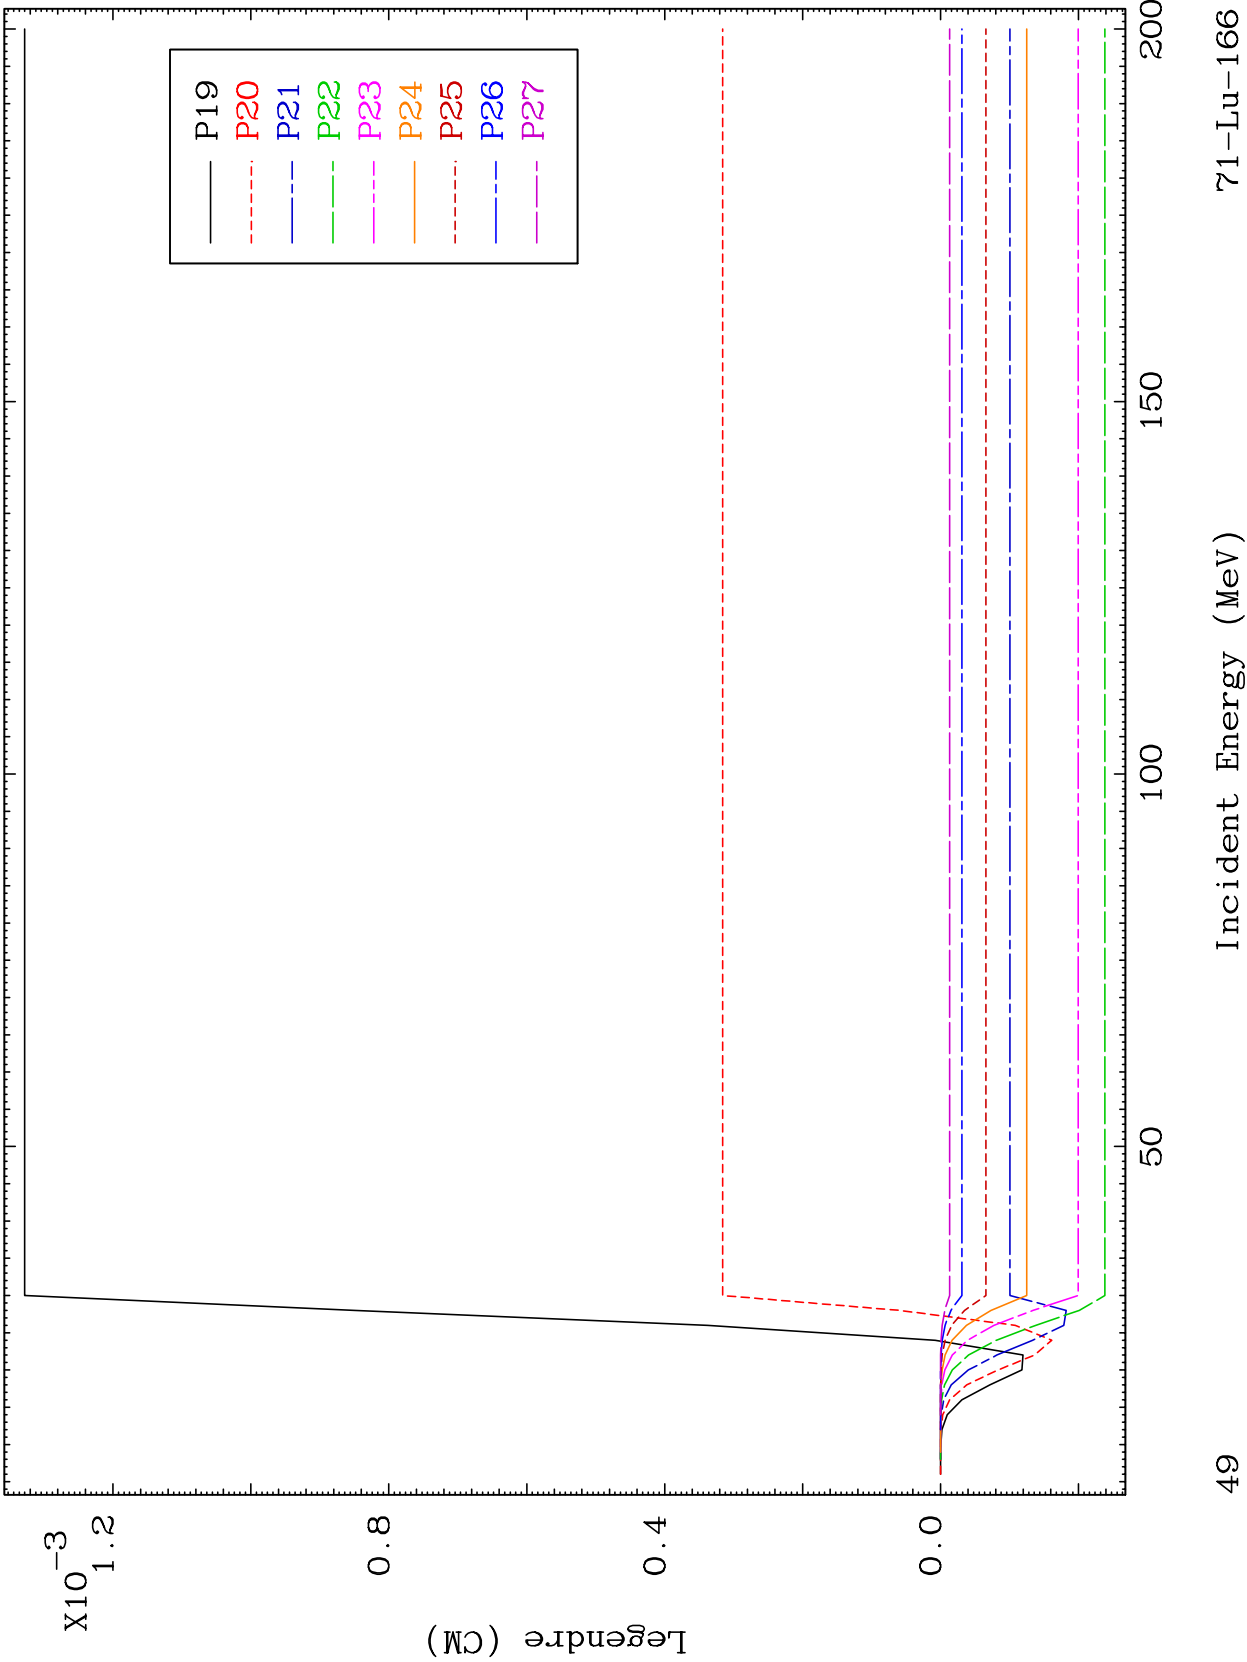 X10-3
1.2
0.8
0.4
0.0
Legendre (CM)
P19
P20
P21
P22
P23
P24
P25
P26
P27
50
100
150
200
Incident Energy (MeV)
49
71-Lu-166